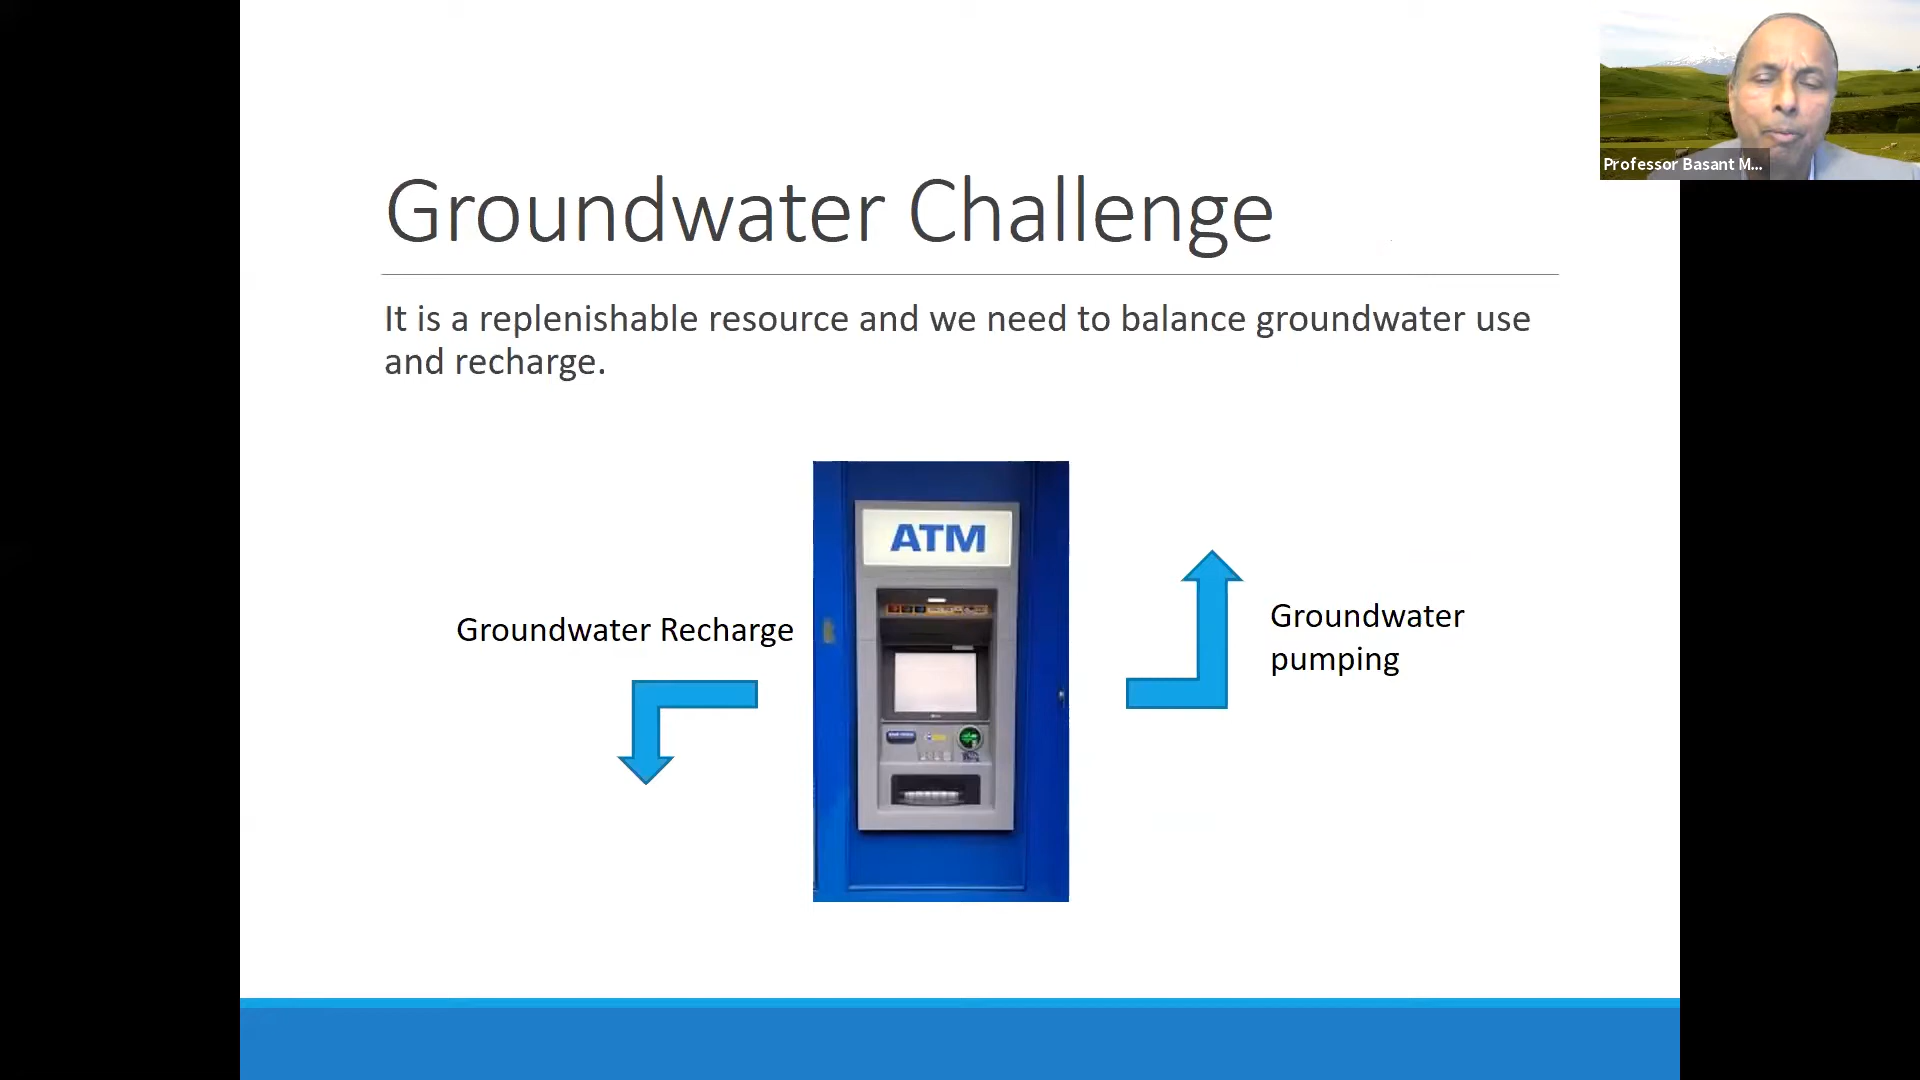 Professor Basant M...
Groundwater Challenge
It is a replenishable resource and we need to balance groundwater use
and recharge.
ATM
Groundwater Recharge
Groundwater
pumping